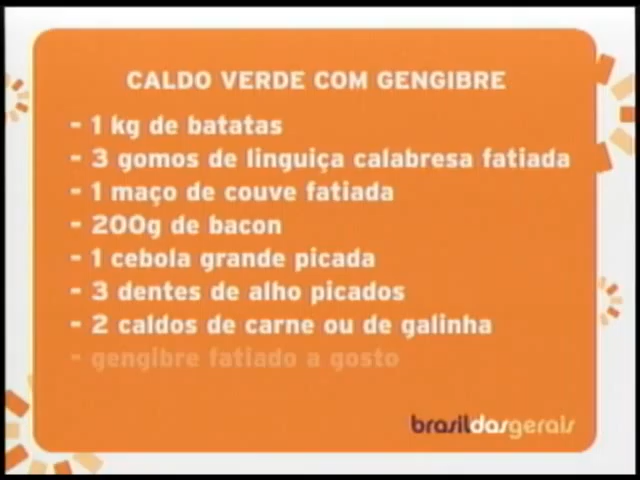 CALDO VERDE COM GENGIBRE
- 1 kg de batatas
- 3 gomos de linguiça calabresa fatiada
- 1 maço de couve fatiada
- 200g de bacon
- 1 cebola grande picada
- 3 dentes de alho picados
- 2 caldos de carne ou de galinha
- gengibre fatiado a gosto
brasildasgerais